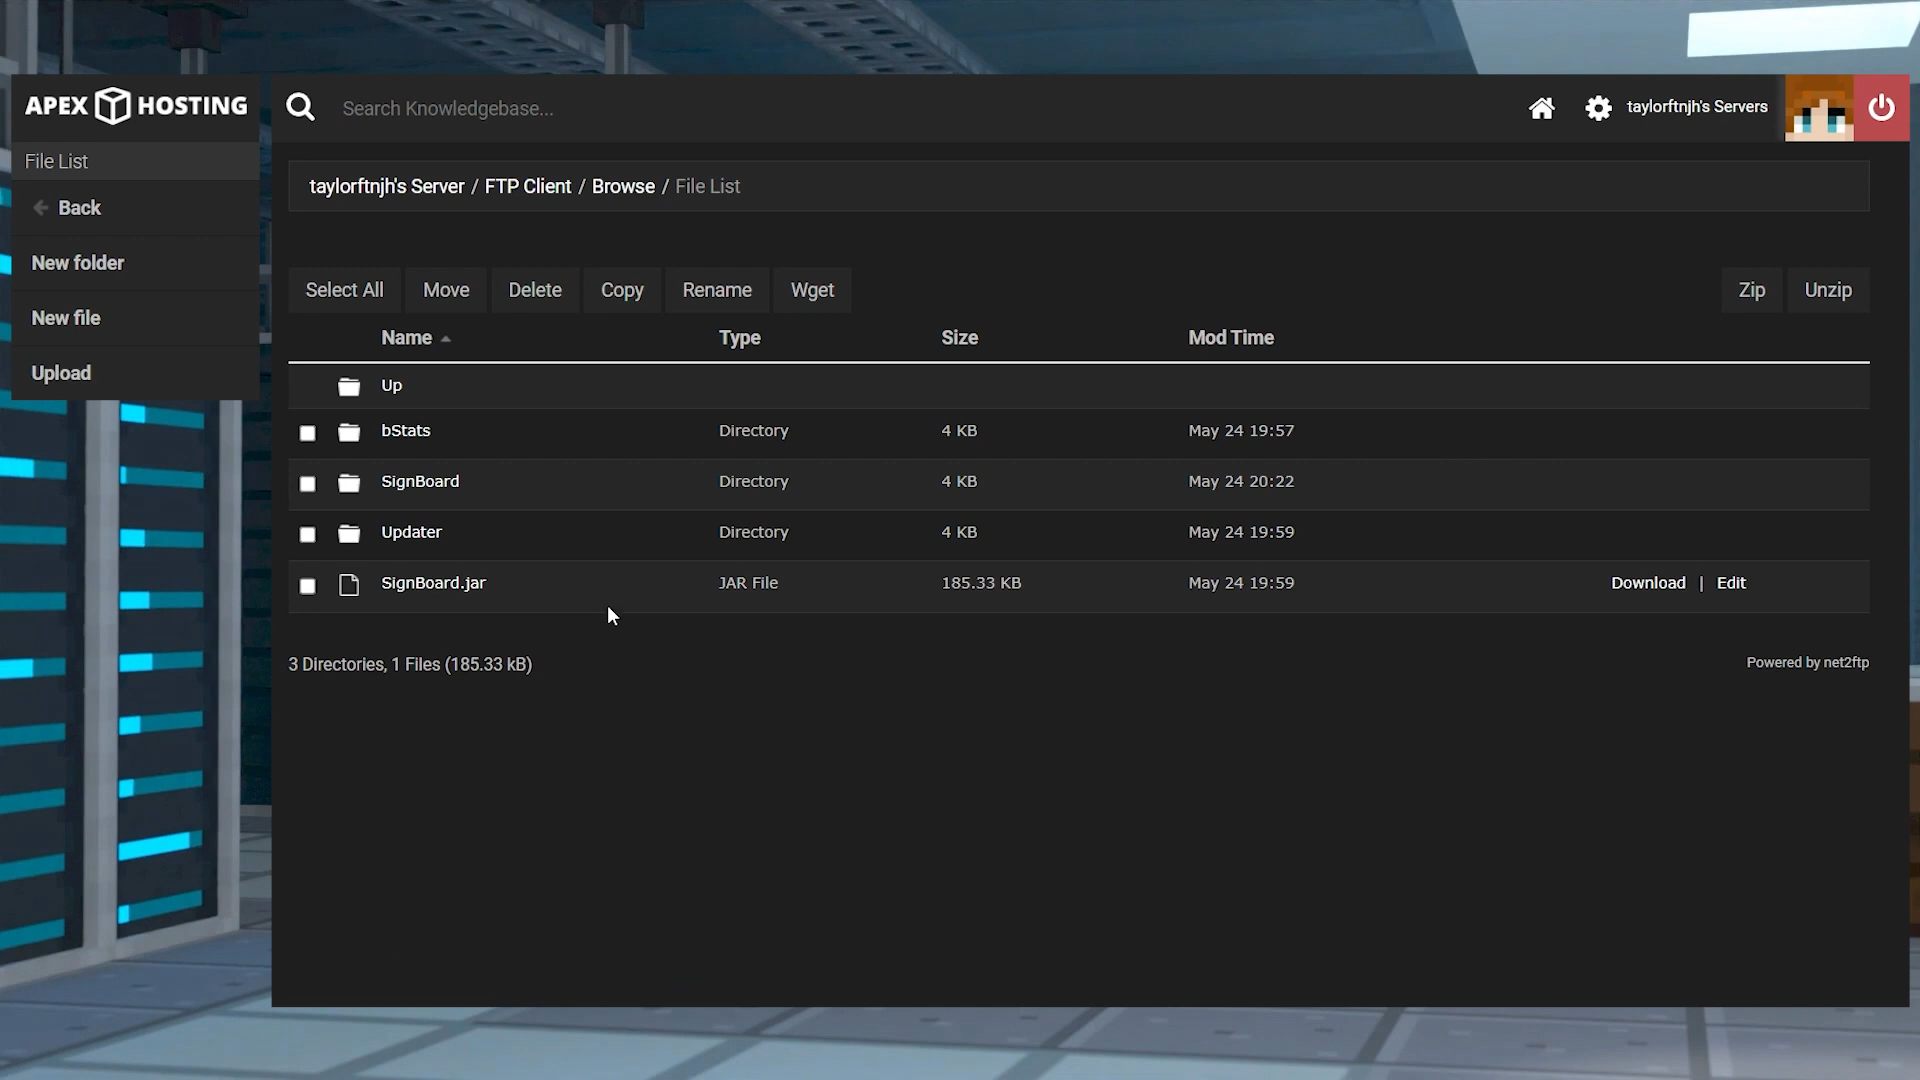 APEX HOSTING
Search Knowledgebase...
taylorftnjh's Servers
File List
Back
New folder
New file
Upload
taylorftnjh's Server / FTP Client / Browse / File List
Select All Move Delete Copy Rename Wget Zip Unzip
Name Type Size Mod Time
Up
bStats Directory 4 KB May 24 19:57
SignBoard Directory 4 KB May 24 20:22
Updater Directory 4 KB May 24 19:59
SignBoard.jar JAR File 185.33 KB May 24 19:59 Download | Edit
3 Directories, 1 Files (185.33 kB)
Powered by net2ftp